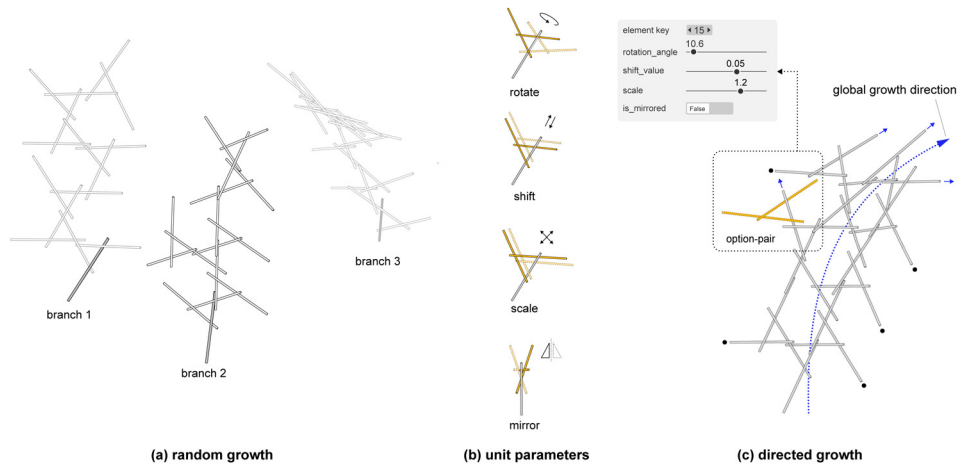 branch 1
branch 2
branch 3
(a) random growth
rotate
shift
scale
mirror
(b) unit parameters
element key 15
rotation_angle 10.6
shift_value 0.05
scale 1.2
is_mirrored False
global growth direction
option-pair
(c) directed growth